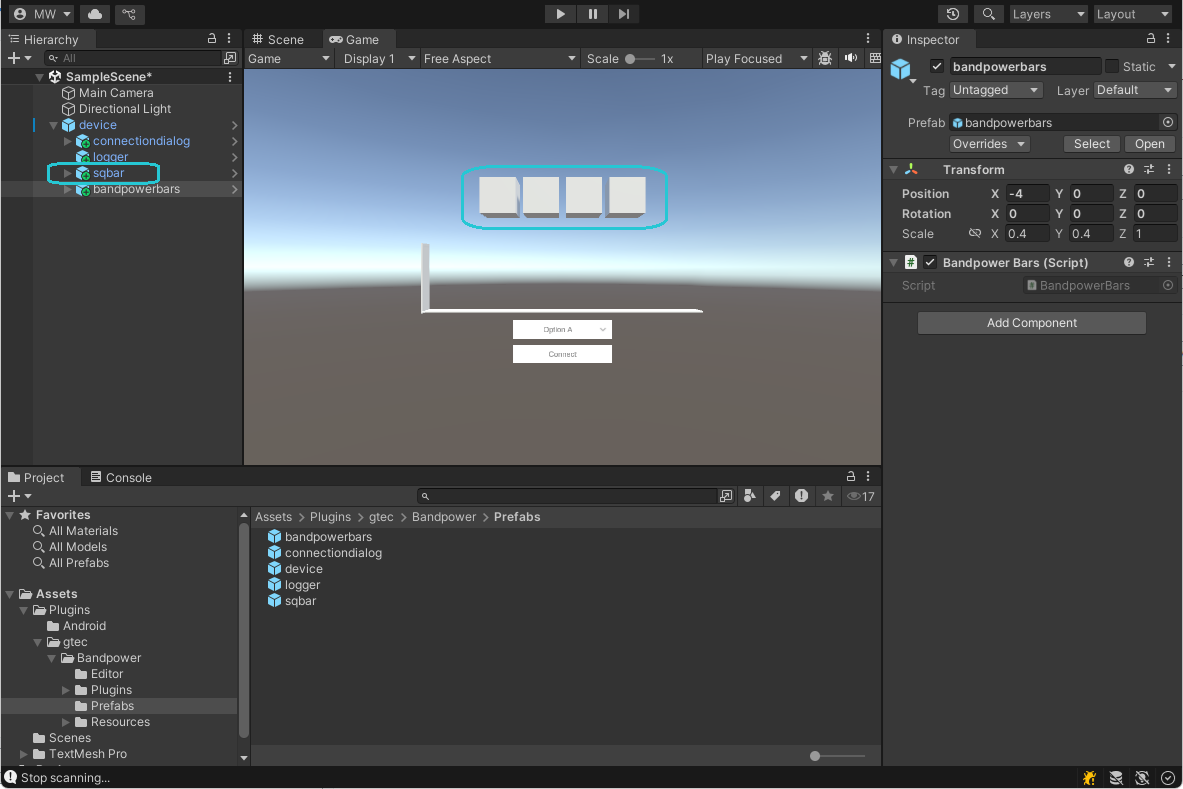 MW
Layers
Layout
Hierarchy
All
SampleScene*
Main Camera
Directional Light
device
connectiondialog
logger
sqbar
bandpowerbars
Scene
Game
Game
Display 1
Free Aspect
Scale
1x
Play Focused
Option A
Connect
Inspector
bandpowerbars
Static
Tag
Untagged
Layer
Default
Prefab
bandpowerbars
Overrides
Select
Open
Transform
Position X -4 Y 0 Z 0
Rotation X 0 Y 0 Z 0
Scale X 0.4 Y 0.4 Z 1
# Bandpower Bars (Script)
Script
BandpowerBars
Add Component
Project
Console
17
Favorites
All Materials
All Models
All Prefabs
Assets
Plugins
Android
gtec
Bandpower
Editor
Plugins
Prefabs
Resources
Scenes
TextMesh Pro
Assets > Plugins > gtec > Bandpower > Prefabs
bandpowerbars
connectiondialog
device
logger
sqbar
Stop scanning...